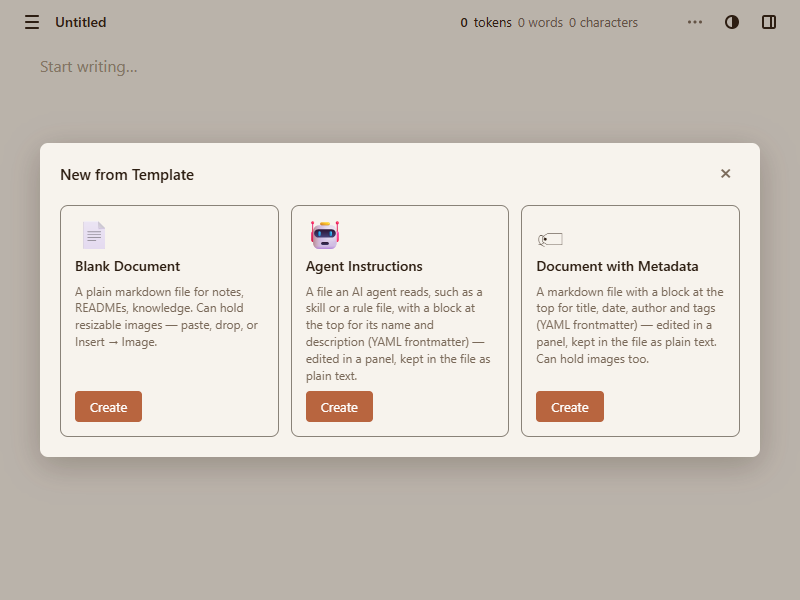 Untitled
0 tokens 0 words 0 characters
Start writing...
New from Template
Blank Document
A plain markdown file for notes,
READMEs, knowledge. Can hold
resizable images — paste, drop, or
Insert → Image.
Create
Agent Instructions
A file an AI agent reads, such as a
skill or a rule file, with a block at
the top for its name and
description (YAML frontmatter) —
edited in a panel, kept in the file as
plain text.
Create
Document with Metadata
A markdown file with a block at the
top for title, date, author and tags
(YAML frontmatter) — edited in a
panel, kept in the file as plain text.
Can hold images too.
Create